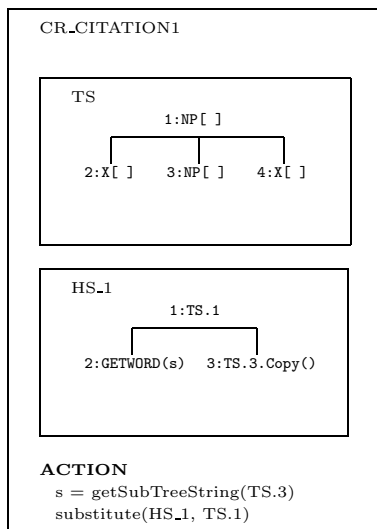 CR_CITATION1
TS
1:NP[ ]
2:X[ ] 3:NP[ ] 4:X[ ]
HS_1
1:TS.1
2:GETWORD(s) 3:TS.3.Copy()
ACTION
s = getSubTreeString(TS.3)
substitute(HS_1, TS.1)